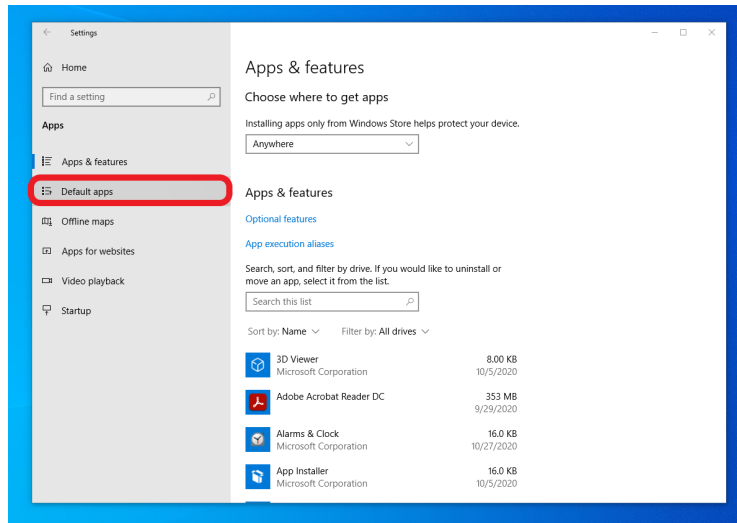 Settings
Home
Find a setting
Apps
Apps & features
Default apps
Offline maps
Apps for websites
Video playback
Startup
Apps & features
Choose where to get apps
Installing apps only from Windows Store helps protect your device.
Anywhere
Apps & features
Optional features
App execution aliases
Search, sort, and filter by drive. If you would like to uninstall or
move an app, select it from the list.
Search this list
Sort by: Name Filter by: All drives
3D Viewer 8.00 KB
Microsoft Corporation 10/5/2020
Adobe Acrobat Reader DC 353 MB
9/29/2020
Alarms & Clock 16.0 KB
Microsoft Corporation 10/27/2020
App Installer 16.0 KB
Microsoft Corporation 10/5/2020